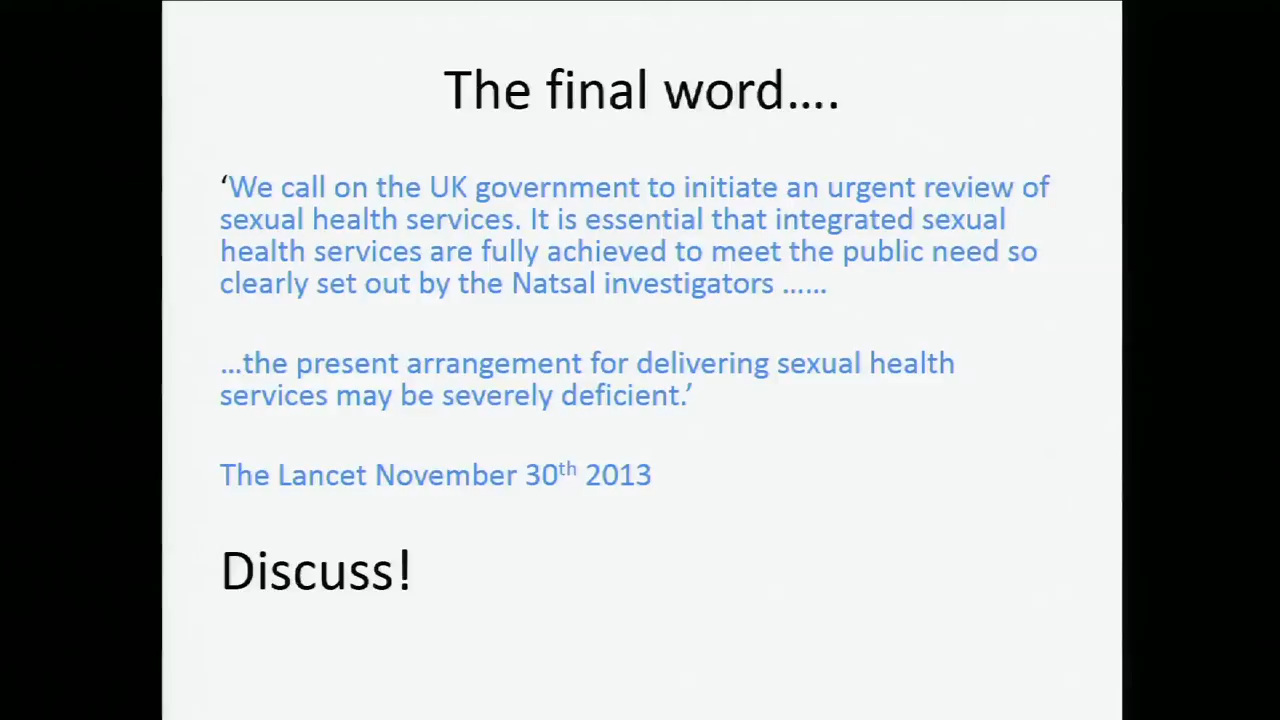 The final word….
‘We call on the UK government to initiate an urgent review of
sexual health services. It is essential that integrated sexual
health services are fully achieved to meet the public need so
clearly set out by the Natsal investigators ……
…the present arrangement for delivering sexual health
services may be severely deficient.’
The Lancet November 30th 2013
Discuss!